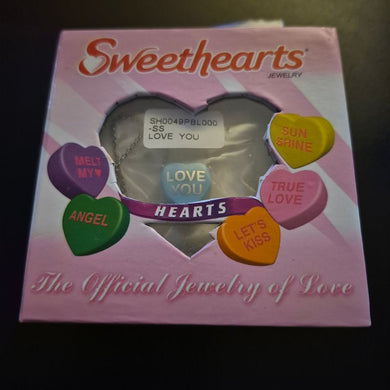 Sweethearts®
JEWELRY
SH0049PBL000
-SS
LOVE YOU
SUN
SHINE
MELT
MY♥
LOVE
YOU
TRUE
LOVE
ANGEL
HEARTS
LET'S
KISS
The Official Jewelry of Love